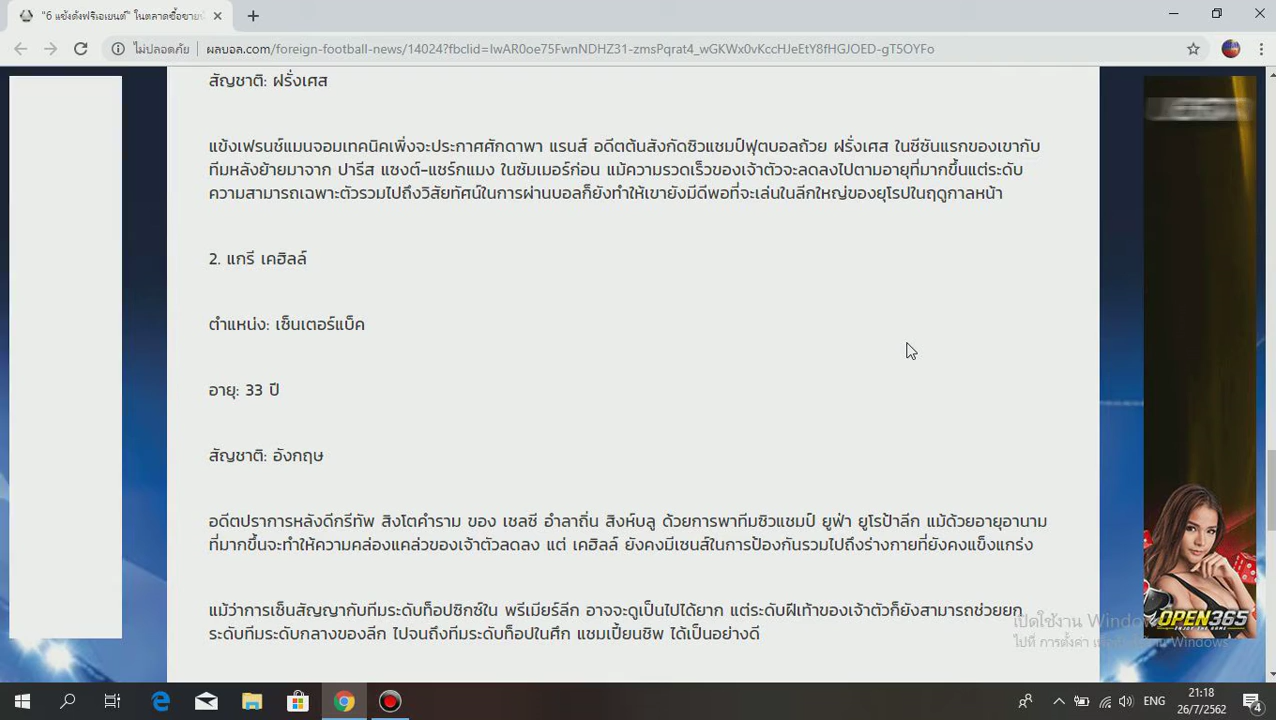 "6 แข้งดังฟรีเอเยนต์" ในตลาดซื้อขาย
ไม่ปลอดภัย
ผลบอล.com/foreign-football-news/14024?fbclid=IwAR0oe75FwnNDHZ31-zmsPqrat4_wGKWx0vKccHJeEtY8fHGJOED-gT5OYFo
สัญชาติ: ฝรั่งเศส
แข้งเฟรนช์แมนจอมเทคนิคเพิ่งจะประกาศศักดาพา แรนส์ อดีตต้นสังกัดซิวแชมป์ฟุตบอลถ้วย ฝรั่งเศส ในซีซันแรกของเขากับ
ทีมหลังย้ายมาจาก ปารีส แซงต์-แชร์กแมง ในซัมเมอร์ก่อน แม้ความรวดเร็วของเจ้าตัวจะลดลงไปตามอายุที่มากขึ้นแต่ระดับ
ความสามารถเฉพาะตัวรวมไปถึงวิสัยทัศน์ในการผ่านบอลก็ยังทำให้เขายังมีดีพอที่จะเล่นในลีกใหญ่ของยุโรปในฤดูกาลหน้า
2. แกรี เคฮิลล์
ตำแหน่ง: เซ็นเตอร์แบ็ค
อายุ: 33 ปี
สัญชาติ: อังกฤษ
อดีตปราการหลังดีกรีทัพ สิงโตคำราม ของ เชลซี อำลาถิ่น สิงห์บลู ด้วยการพาทีมซิวแชมป์ ยูฟ่า ยูโรป้าลีก แม้ด้วยอายุอานาม
ที่มากขึ้นจะทำให้ความคล่องแคล่วของเจ้าตัวลดลง แต่ เคฮิลล์ ยังคงมีเซนส์ในการป้องกันรวมไปถึงร่างกายที่ยังคงแข็งแกร่ง
แม้ว่าการเซ็นสัญญากับทีมระดับท็อปซิกซ์ใน พรีเมียร์ลีก อาจจะดูเป็นไปได้ยาก แต่ระดับฝีเท้าของเจ้าตัวก็ยังสามารถช่วยยก
ระดับทีมระดับกลางของลีก ไปจนถึงทีมระดับท็อปในศึก แชมเปี้ยนชิพ ได้เป็นอย่างดี
เปิดใช้งาน Windows
ไปที่ การตั้งค่า Windows
OPEN365
ENJOY THE GAME
ENG
21:18
26/7/2562
4